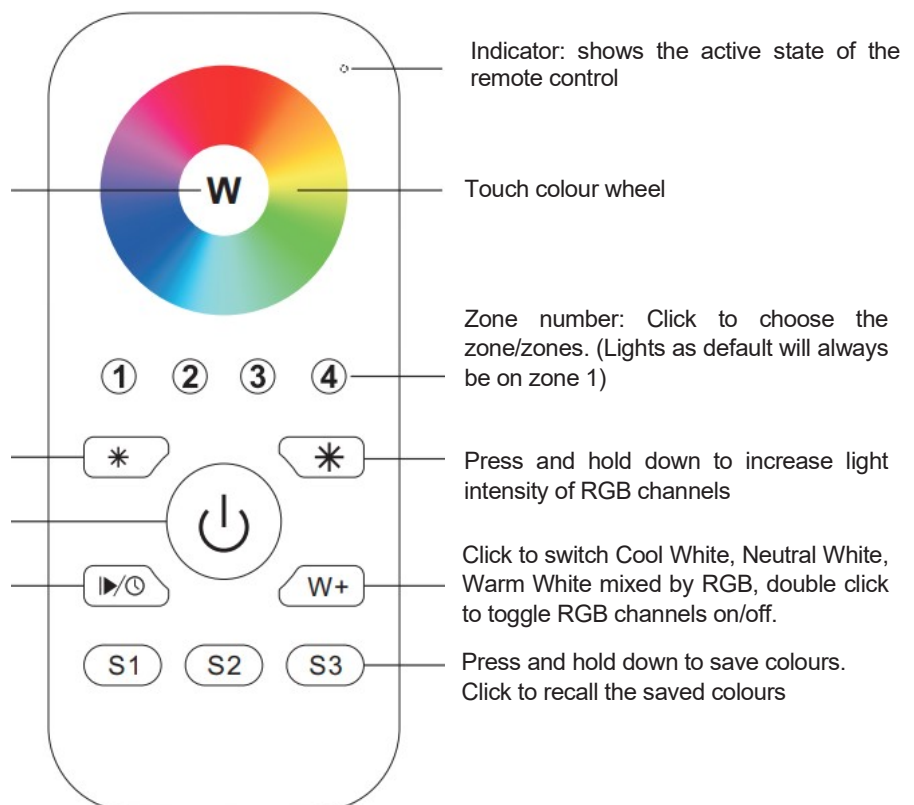 Indicator: shows the active state of the
remote control
W
Touch colour wheel
Zone number: Click to choose the
zone/zones. (Lights as default will always
be on zone 1)
1 2 3 4
Press and hold down to increase light
intensity of RGB channels
Click to switch Cool White, Neutral White,
Warm White mixed by RGB, double click
to toggle RGB channels on/off.
W+
S1 S2 S3
Press and hold down to save colours.
Click to recall the saved colours